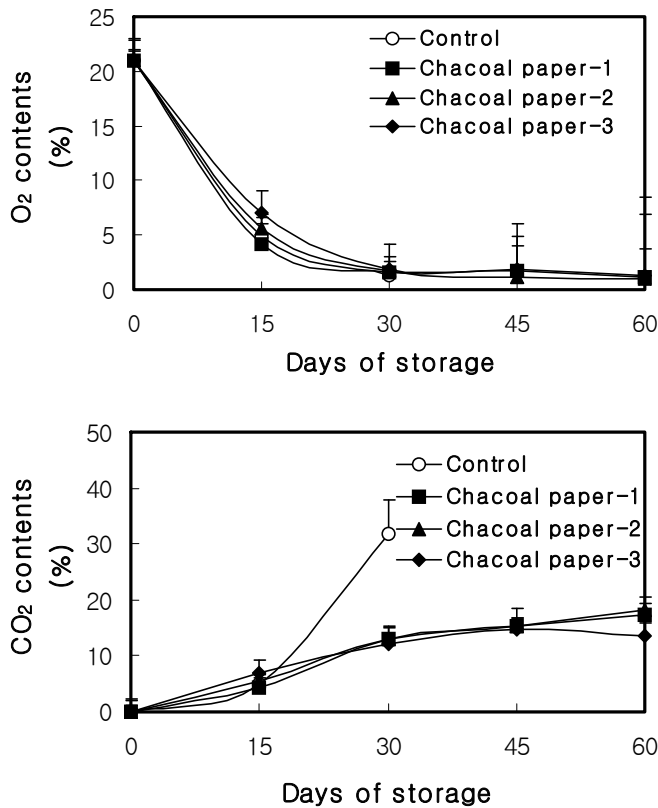 25
20
15
10
5
0
O2 contents
(%)
Control
Chacoal paper-1
Chacoal paper-2
Chacoal paper-3
0 15 30 45 60
Days of storage
50
40
30
20
10
0
CO2 contents
(%)
Control
Chacoal paper-1
Chacoal paper-2
Chacoal paper-3
0 15 30 45 60
Days of storage